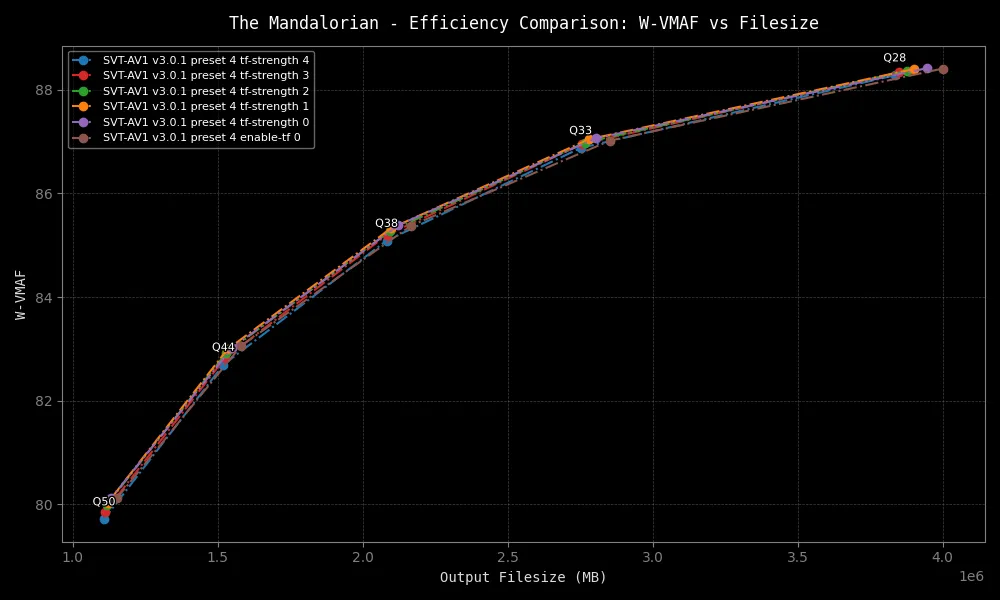 The Mandalorian - Efficiency Comparison: W-VMAF vs Filesize
SVT-AV1 v3.0.1 preset 4 tf-strength 4
SVT-AV1 v3.0.1 preset 4 tf-strength 3
SVT-AV1 v3.0.1 preset 4 tf-strength 2
SVT-AV1 v3.0.1 preset 4 tf-strength 1
SVT-AV1 v3.0.1 preset 4 tf-strength 0
SVT-AV1 v3.0.1 preset 4 enable-tf 0
Q28
Q33
Q38
Q44
Q50
88
86
84
82
80
W-VMAF
1.0 1.5 2.0 2.5 3.0 3.5 4.0
1e6
Output Filesize (MB)